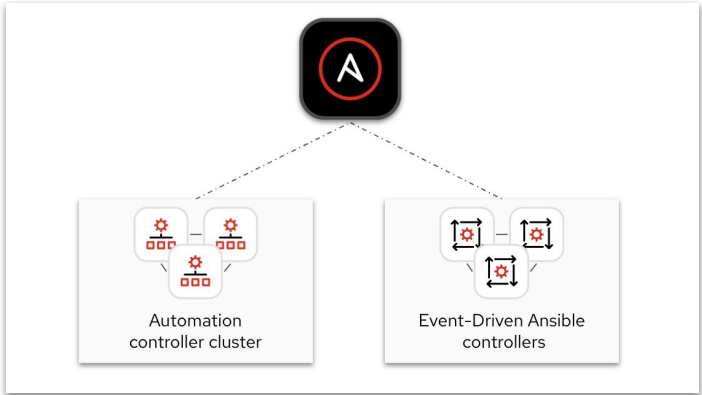 Automation
controller cluster
Event-Driven Ansible
controllers